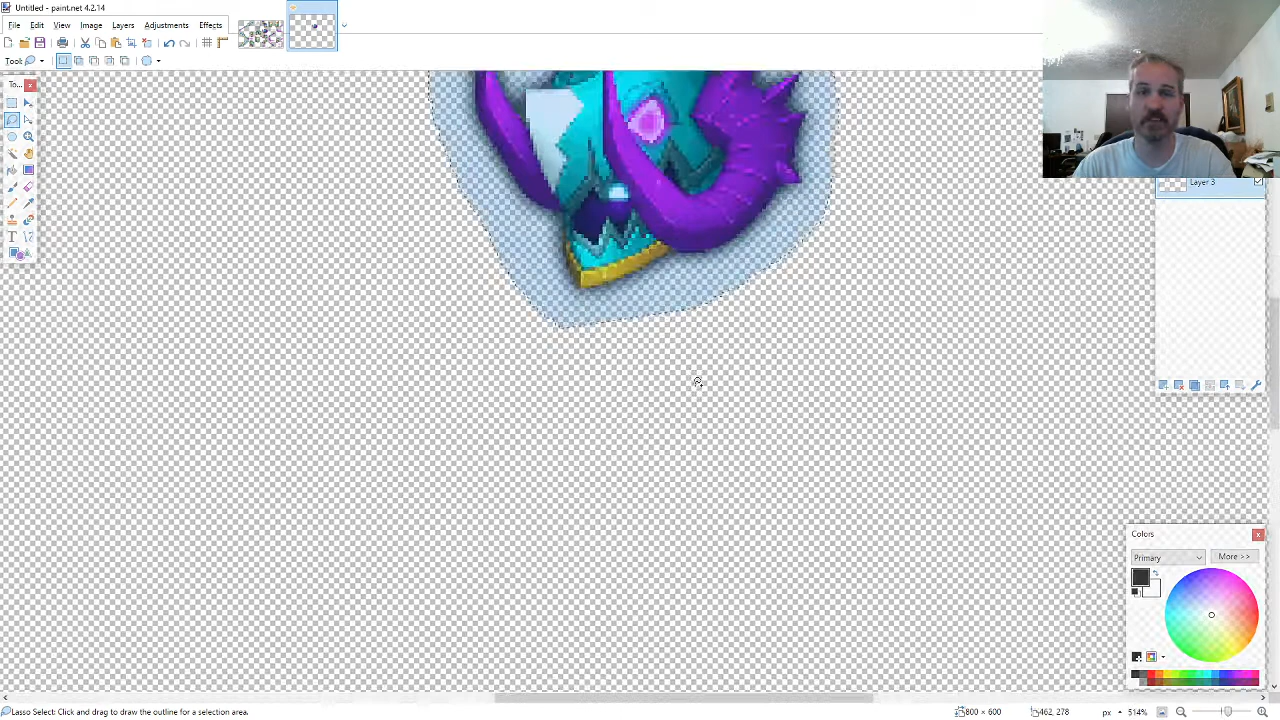 Untitled - paint.net 4.2.14
File Edit View Image Layers Adjustments Effects
Tool:
To...
Layer 3
Colors
Primary More >>
Lasso Select: Click and drag to draw the outline for a selection area.
800 × 600 462, 278 px 514%